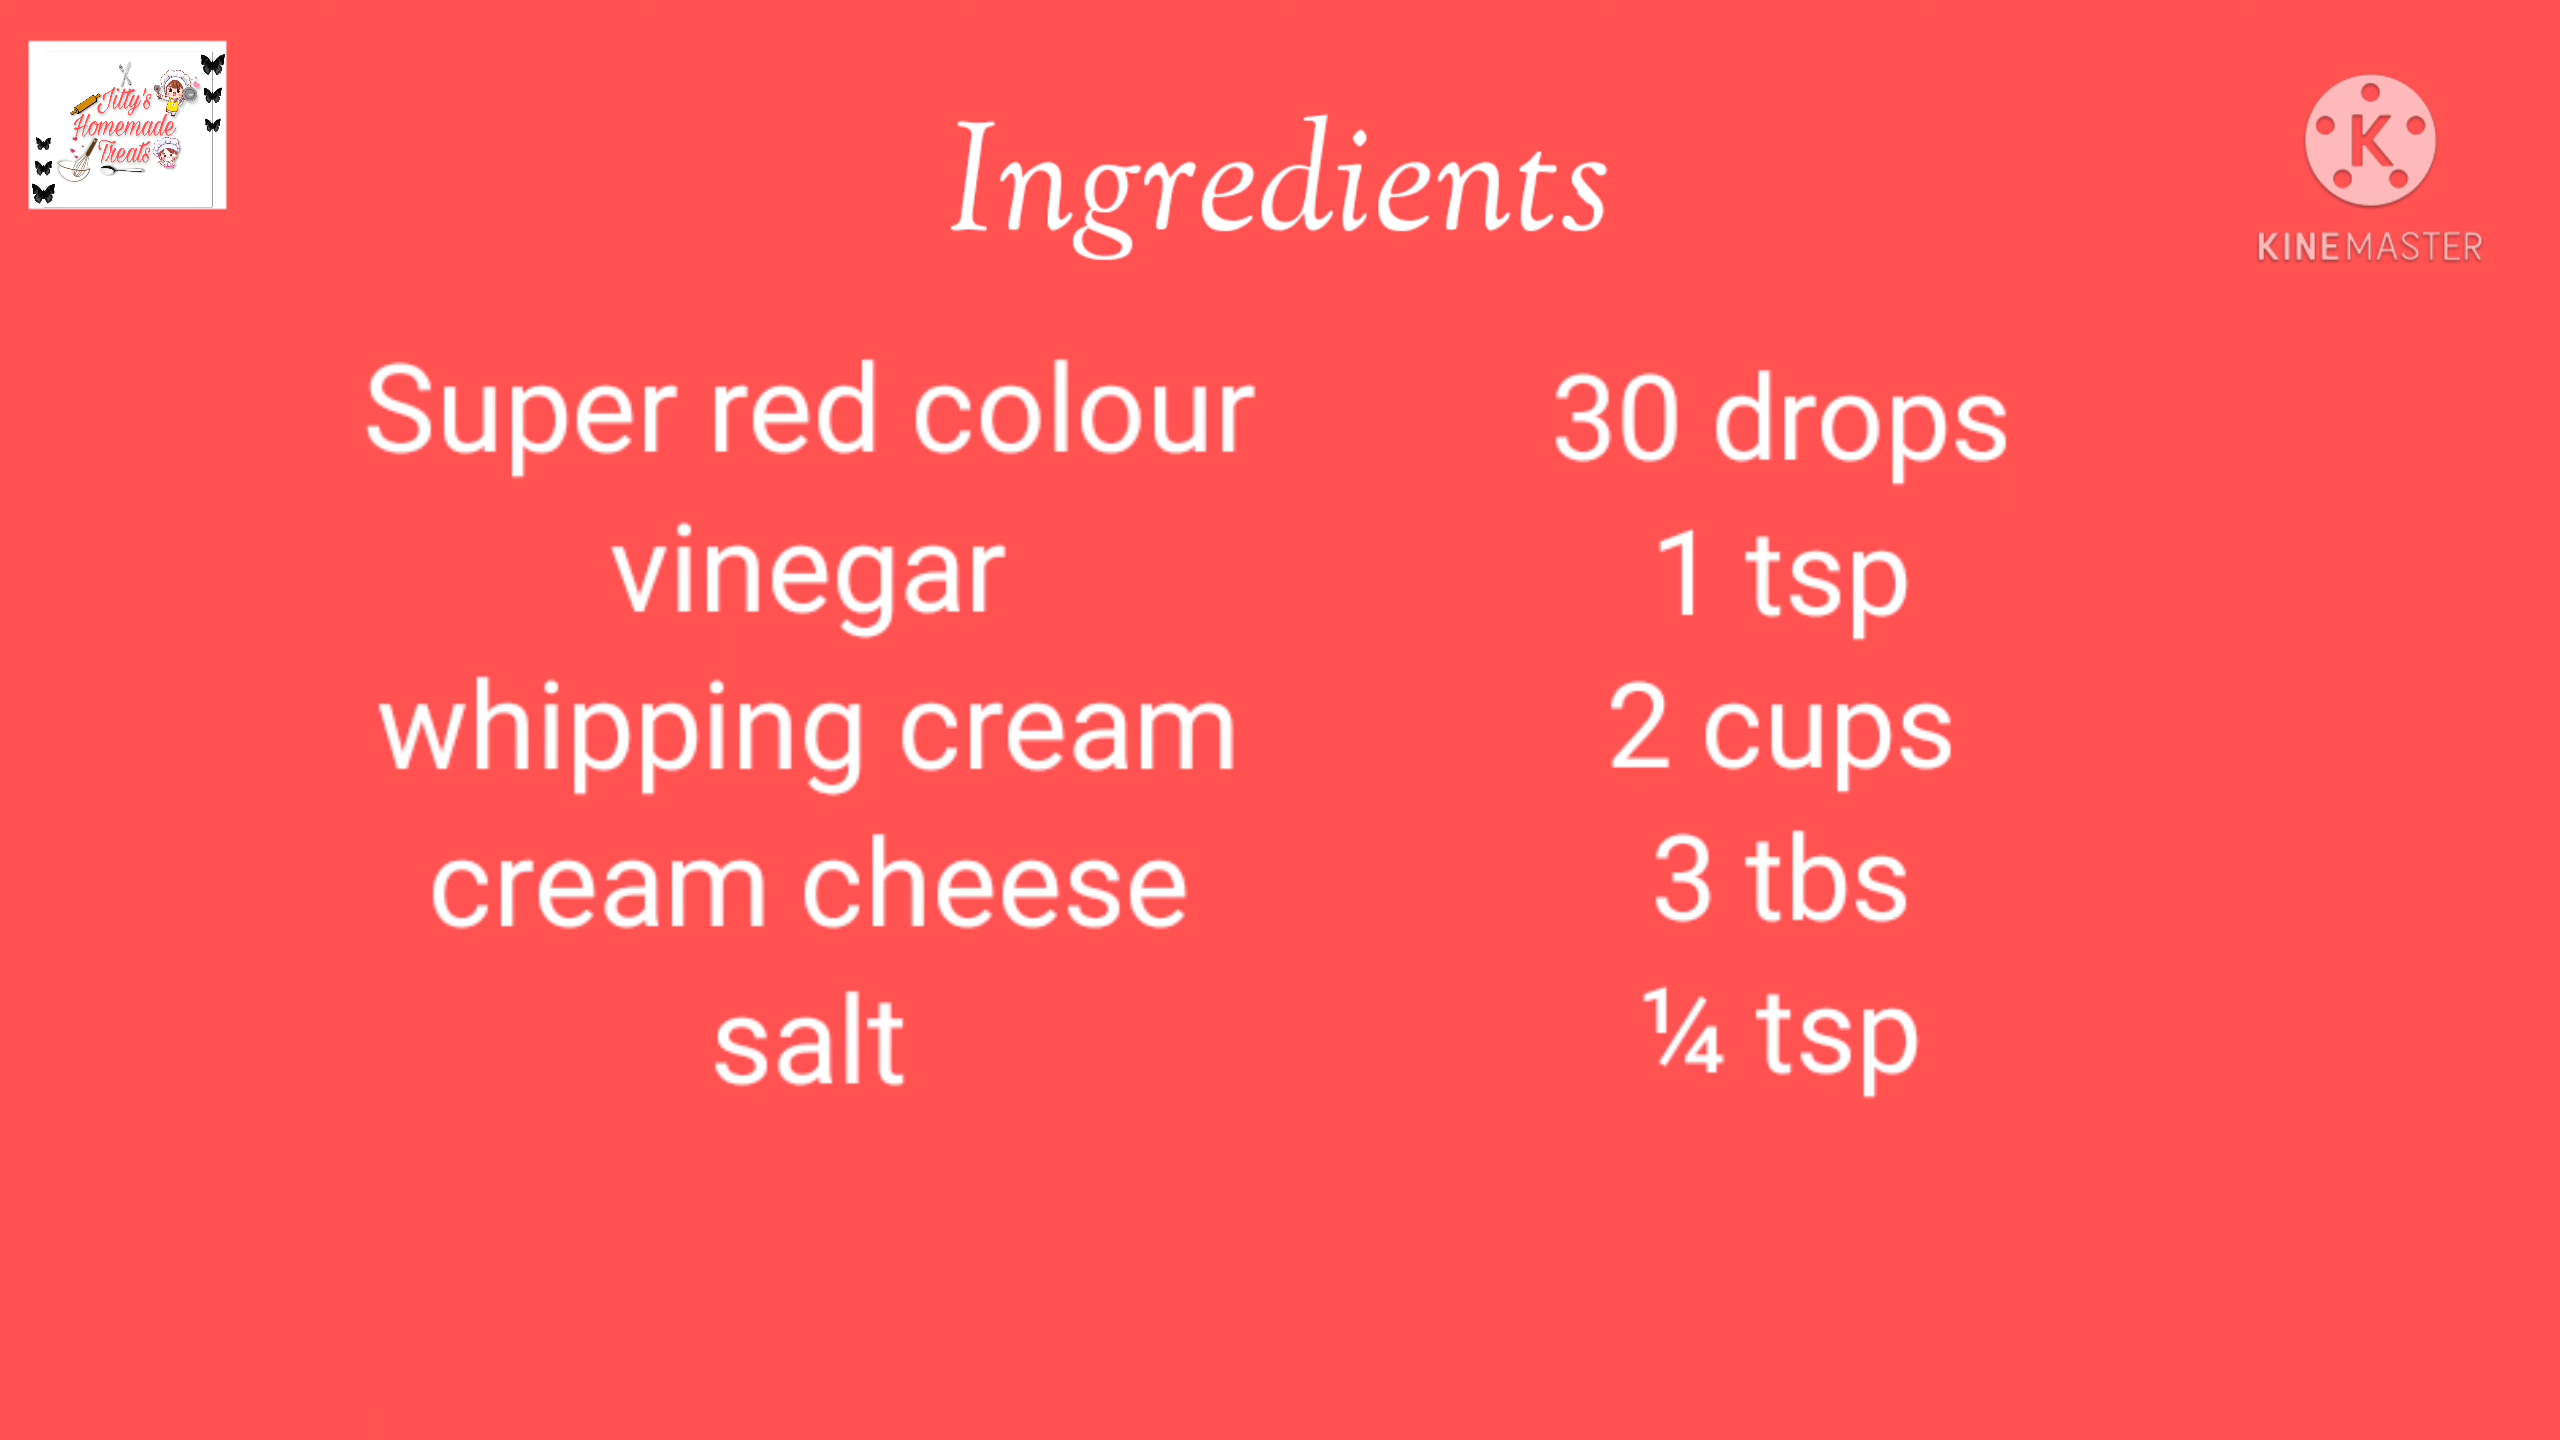 Jitty's
Homemade
Treats
K
KINEMASTER
Ingredients
Super red colour 30 drops
vinegar 1 tsp
whipping cream 2 cups
cream cheese 3 tbs
salt ¼ tsp